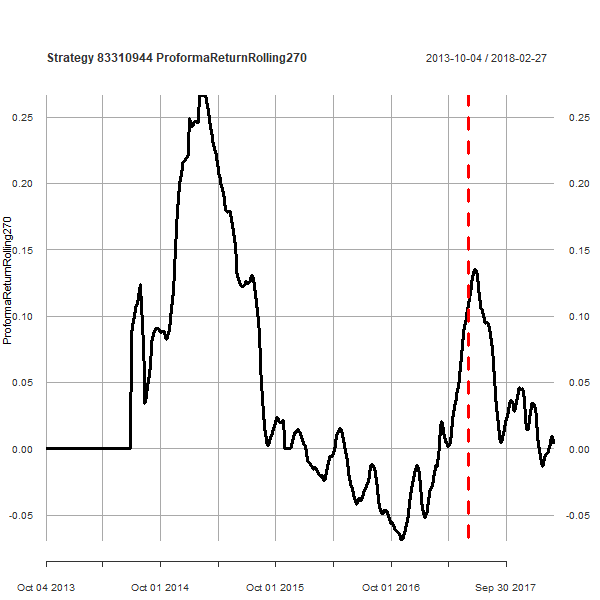 Strategy 83310944 ProformaReturnRolling270
2013-10-04 / 2018-02-27
ProformaReturnRolling270
0.25 0.25
0.20 0.20
0.15 0.15
0.10 0.10
0.05 0.05
0.00 0.00
-0.05 -0.05
Oct 04 2013 Oct 01 2014 Oct 01 2015 Oct 01 2016 Sep 30 2017